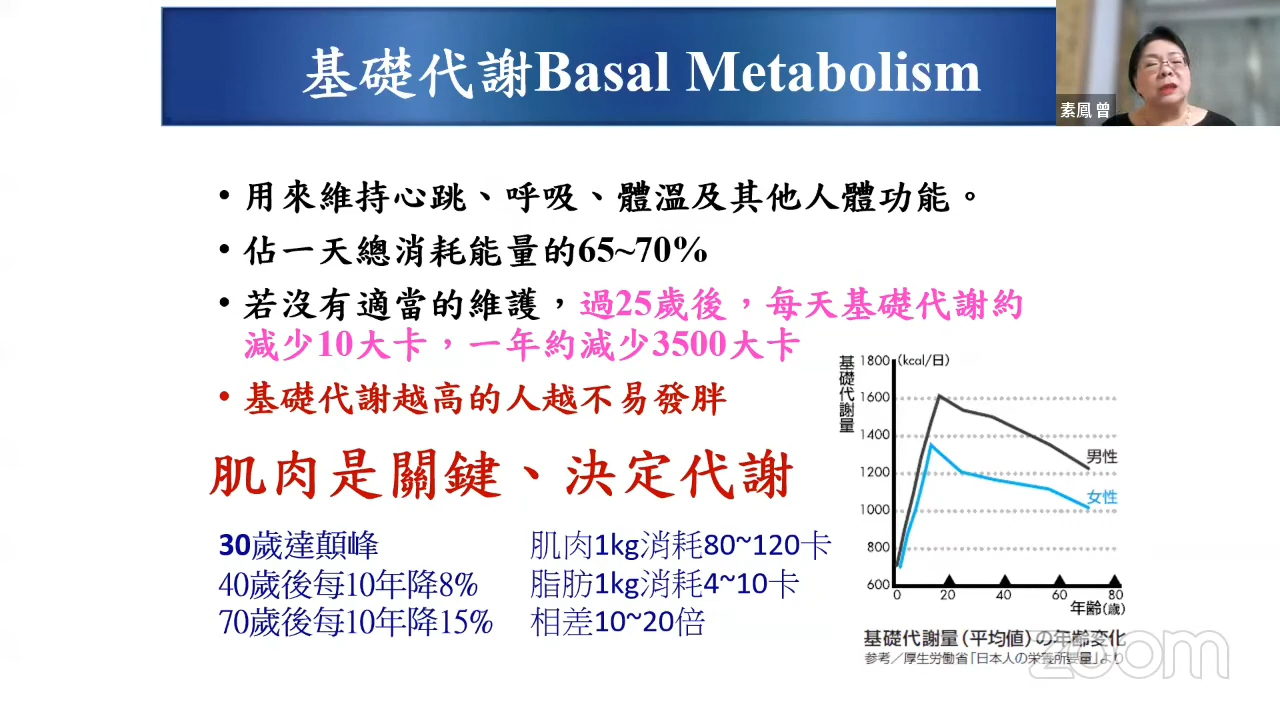 基礎代謝Basal Metabolism
素鳳 曾
• 用來維持心跳、呼吸、體溫及其他人體功能。
• 佔一天總消耗能量的65~70%
• 若沒有適當的維護，過25歲後，每天基礎代謝約
減少10大卡，一年約減少3500大卡
• 基礎代謝越高的人越不易發胖
肌肉是關鍵、決定代謝
30歲達顛峰
40歲後每10年降8%
70歲後每10年降15%
肌肉1kg消耗80~120卡
脂肪1kg消耗4~10卡
相差10~20倍
基礎代謝量
1800 (kcal/日)
1600
1400
1200
1000
800
600
男性
女性
0 20 40 60 80
年齢(歳)
基礎代謝量(平均値)の年齢変化
参考／厚生労働省「日本人の栄養所要量」より
zoom